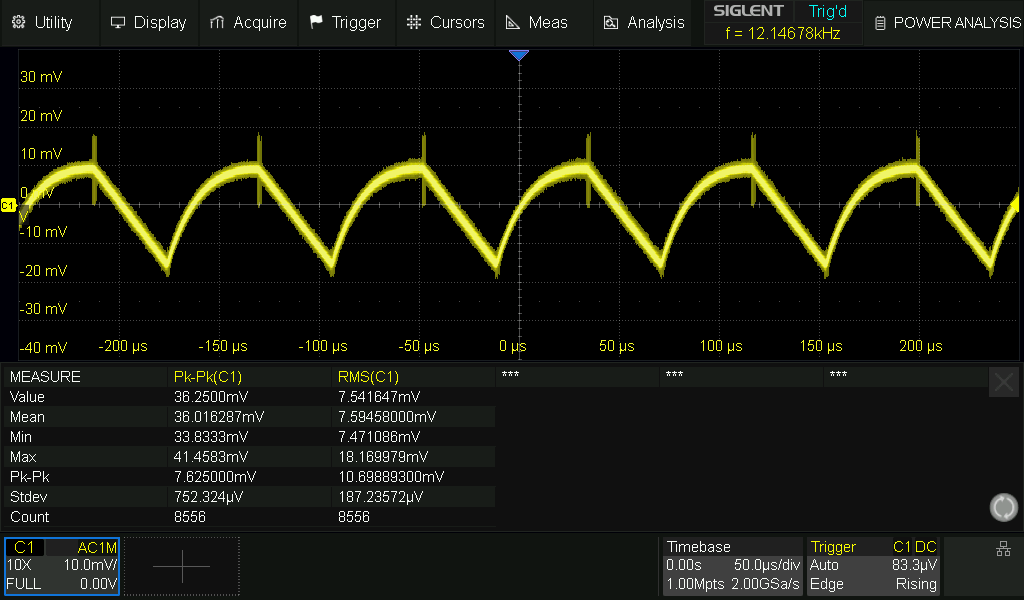 Utility Display Acquire Trigger Cursors Meas Analysis SIGLENT Trig'd POWER ANALYSIS
f = 12.14678kHz
30 mV
20 mV
10 mV
0 mV
C1
-10 mV
-20 mV
-30 mV
-40 mV -200 µs -150 µs -100 µs -50 µs 0 µs 50 µs 100 µs 150 µs 200 µs
MEASURE Pk-Pk(C1) RMS(C1) *** *** ***
Value 36.2500mV 7.541647mV
Mean 36.016287mV 7.59458000mV
Min 33.8333mV 7.471086mV
Max 41.4583mV 18.169979mV
Pk-Pk 7.625000mV 10.69889300mV
Stdev 752.324µV 187.23572µV
Count 8556 8556
C1 AC1M Timebase Trigger C1 DC
10X 10.0mV/ 0.00s 50.0µs/div Auto 83.3µV
FULL 0.00V 1.00Mpts 2.00GSa/s Edge Rising